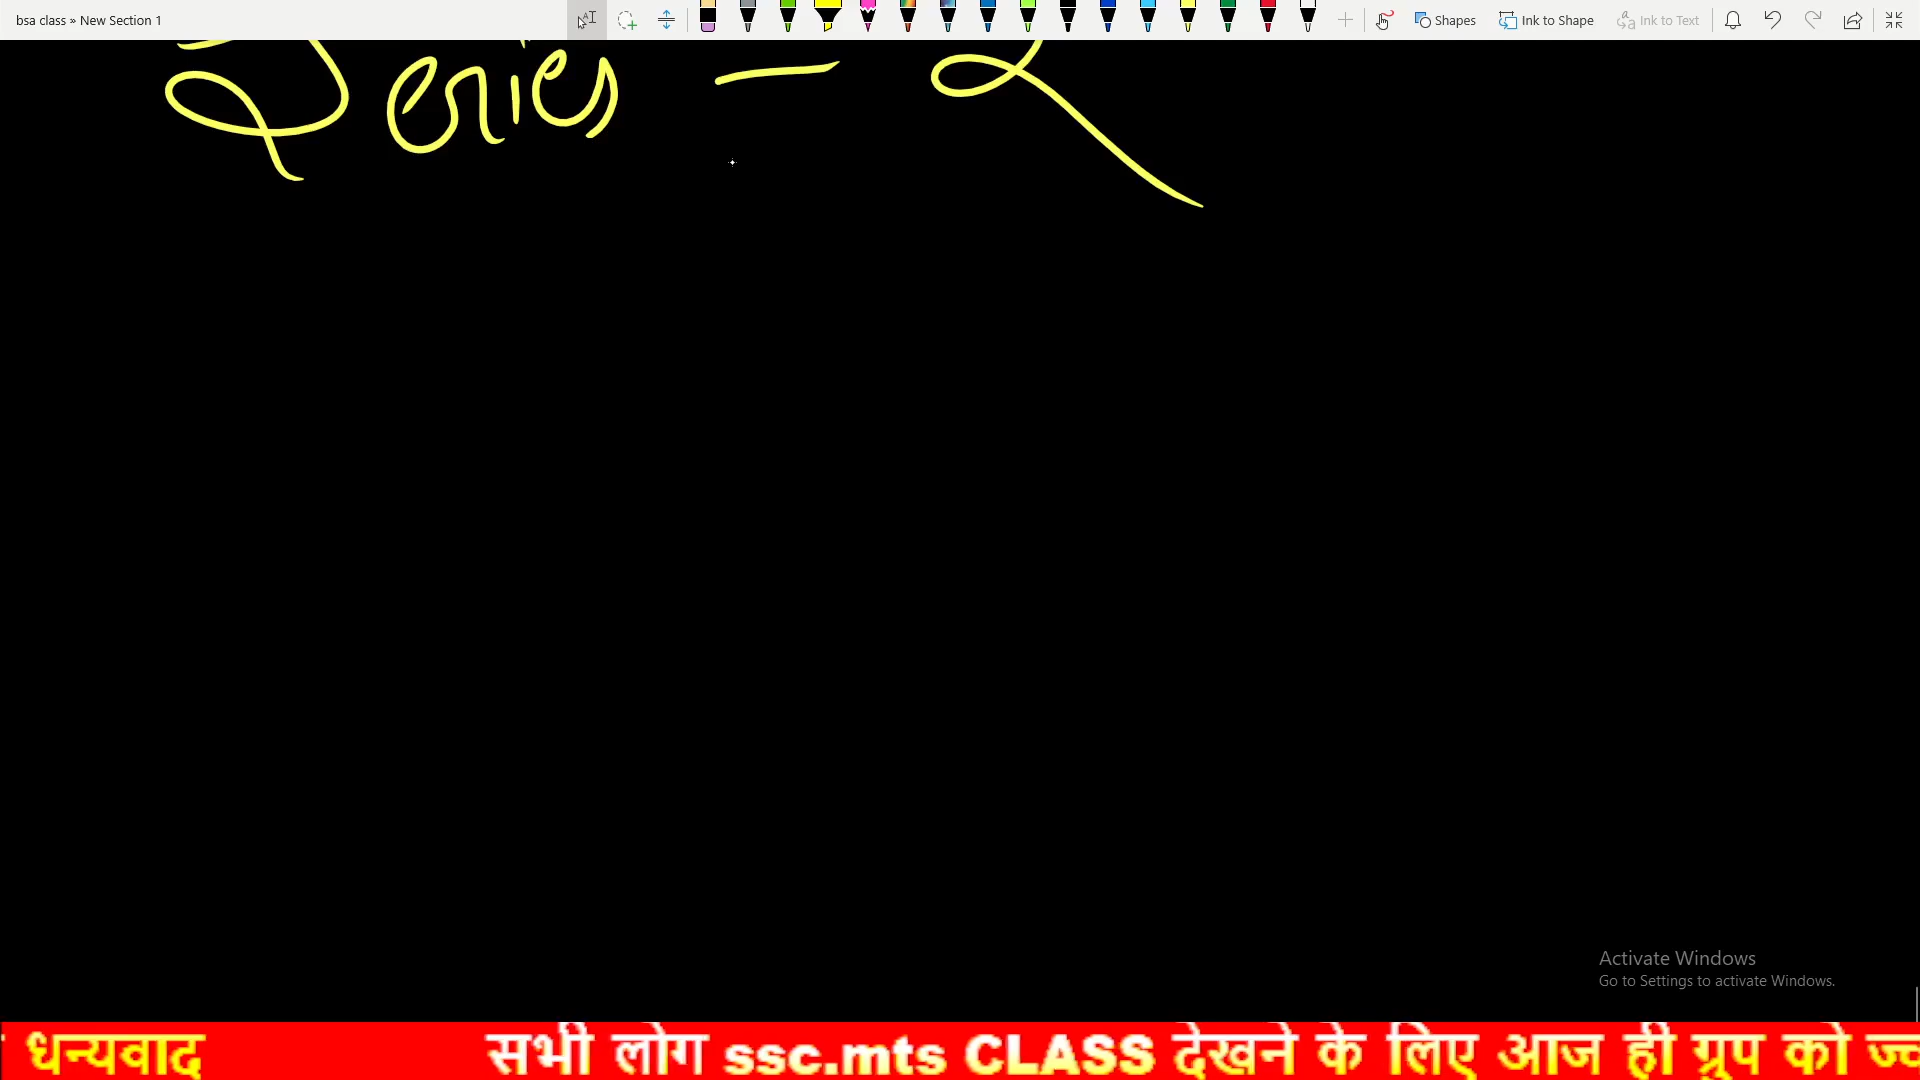 bsa class » New Section 1
Shapes
Ink to Shape
Ink to Text
Series - 2
Activate Windows
Go to Settings to activate Windows.
धन्यवाद सभी लोग ssc.mts CLASS देखने के लिए आज ही ग्रुप को